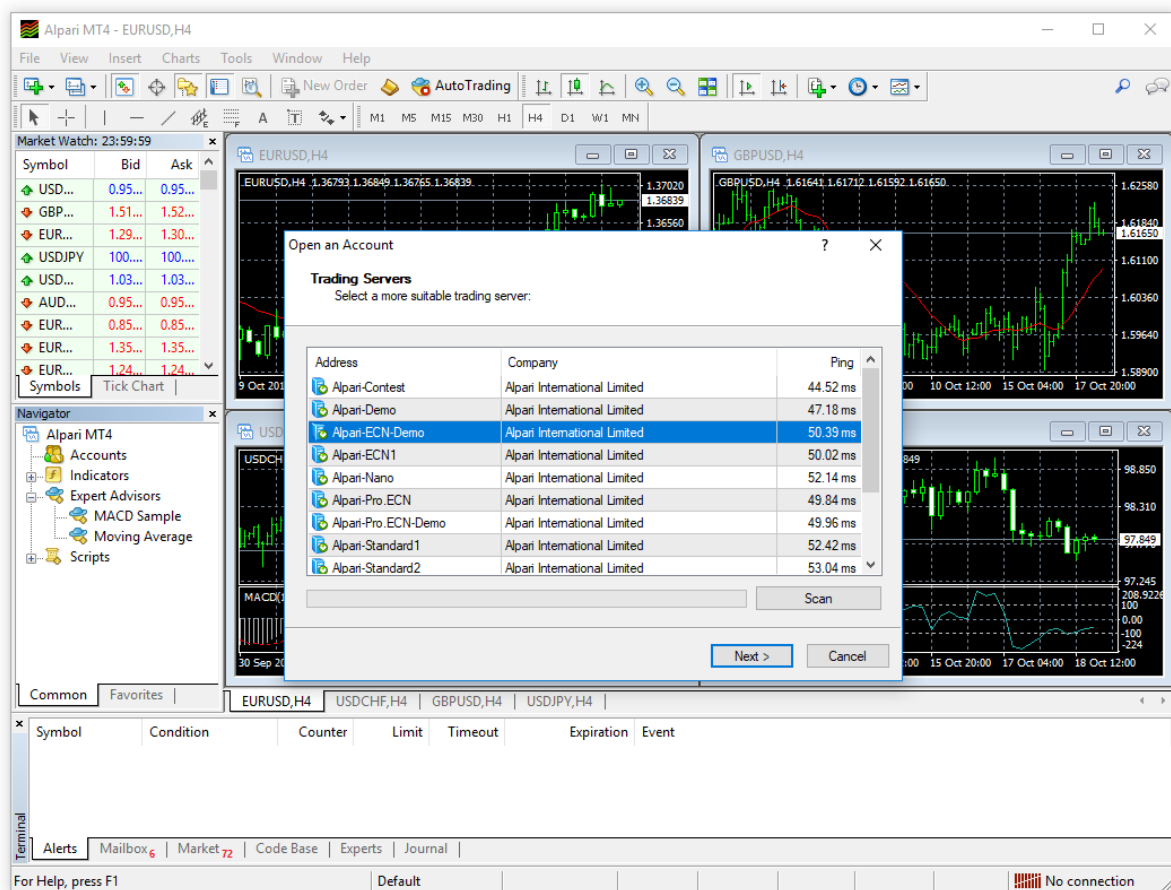 Alpari MT4 - EURUSD,H4
File View Insert Charts Tools Window Help
New Order AutoTrading
A T M1 M5 M15 M30 H1 H4 D1 W1 MN
Market Watch: 23:59:59
Symbol Bid Ask
USD... 0.95... 0.95...
GBP... 1.51... 1.52...
EUR... 1.29... 1.30...
USDJPY 100.... 100....
USD... 1.03... 1.03...
AUD... 0.95... 0.95...
EUR... 0.85... 0.85...
EUR... 1.35... 1.35...
EUR... 1.24... 1.24...
Symbols Tick Chart
Navigator
Alpari MT4
Accounts
Indicators
Expert Advisors
MACD Sample
Moving Average
Scripts
Common Favorites
EURUSD,H4
EURUSD,H4 1.36793 1.36849 1.36765 1.36839
1.37020
1.36839
1.36560
9 Oct 201
GBPUSD,H4
GBPUSD,H4 1.61641 1.61712 1.61592 1.61650
1.62580
1.61840
1.61650
1.61100
1.60360
1.59640
1.58900
:00 10 Oct 12:00 15 Oct 04:00 17 Oct 20:00
USD
USDCH
MACD(1
30 Sep 20
849
98.850
98.310
97.849
97.245
208.9226
100
0.00
-100
-224
:00 15 Oct 20:00 17 Oct 04:00 18 Oct 12:00
Open an Account
Trading Servers
Select a more suitable trading server:
Address Company Ping
Alpari-Contest Alpari International Limited 44.52 ms
Alpari-Demo Alpari International Limited 47.18 ms
Alpari-ECN-Demo Alpari International Limited 50.39 ms
Alpari-ECN1 Alpari International Limited 50.02 ms
Alpari-Nano Alpari International Limited 52.14 ms
Alpari-Pro.ECN Alpari International Limited 49.84 ms
Alpari-Pro.ECN-Demo Alpari International Limited 49.96 ms
Alpari-Standard1 Alpari International Limited 52.42 ms
Alpari-Standard2 Alpari International Limited 53.04 ms
Scan
Next > Cancel
EURUSD,H4 USDCHF,H4 GBPUSD,H4 USDJPY,H4
Symbol Condition Counter Limit Timeout Expiration Event
Terminal
Alerts Mailbox 6 Market 72 Code Base Experts Journal
For Help, press F1 Default No connection